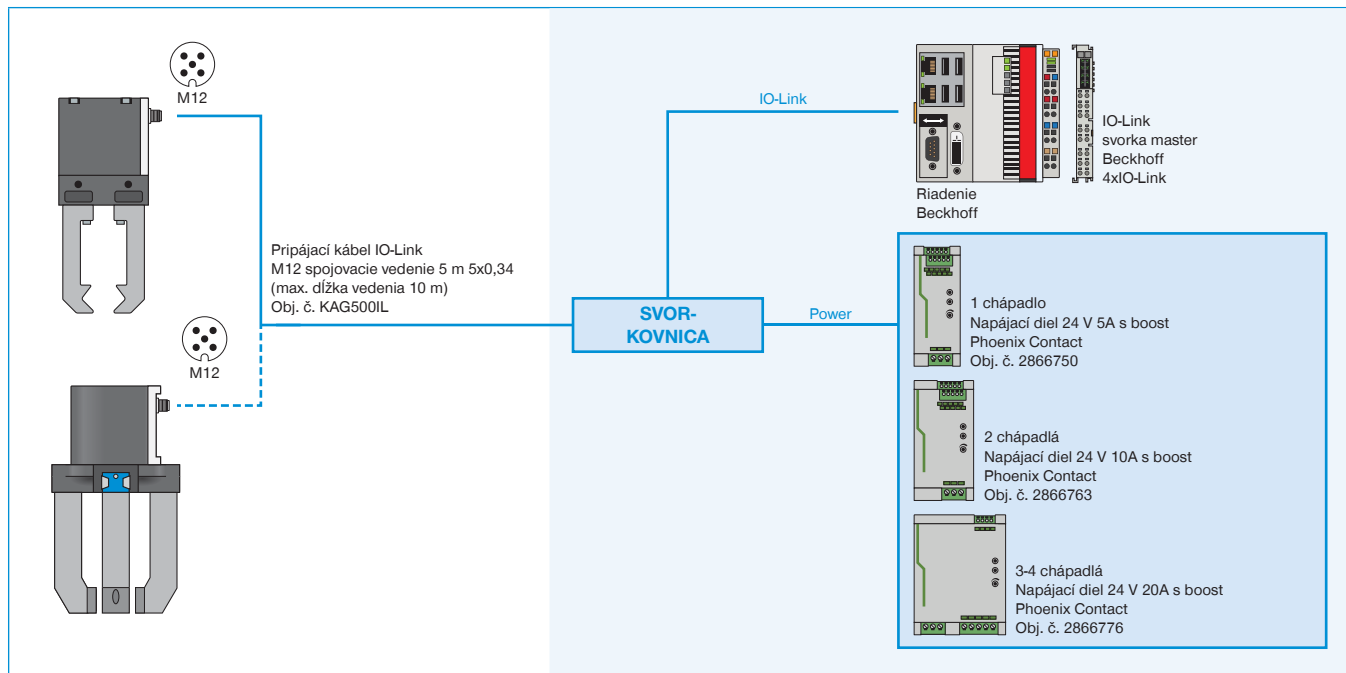 M12
IO-Link
IO-Link
svorka master
Beckhoff
4xIO-Link
Riadenie
Beckhoff
Pripájací kábel IO-Link
M12 spojovacie vedenie 5 m 5x0,34
(max. dĺžka vedenia 10 m)
Obj. č. KAG500IL
M12
SVOR-
KOVNICA
Power
1 chápadlo
Napájací diel 24 V 5A s boost
Phoenix Contact
Obj. č. 2866750
2 chápadlá
Napájací diel 24 V 10A s boost
Phoenix Contact
Obj. č. 2866763
3-4 chápadlá
Napájací diel 24 V 20A s boost
Phoenix Contact
Obj. č. 2866776